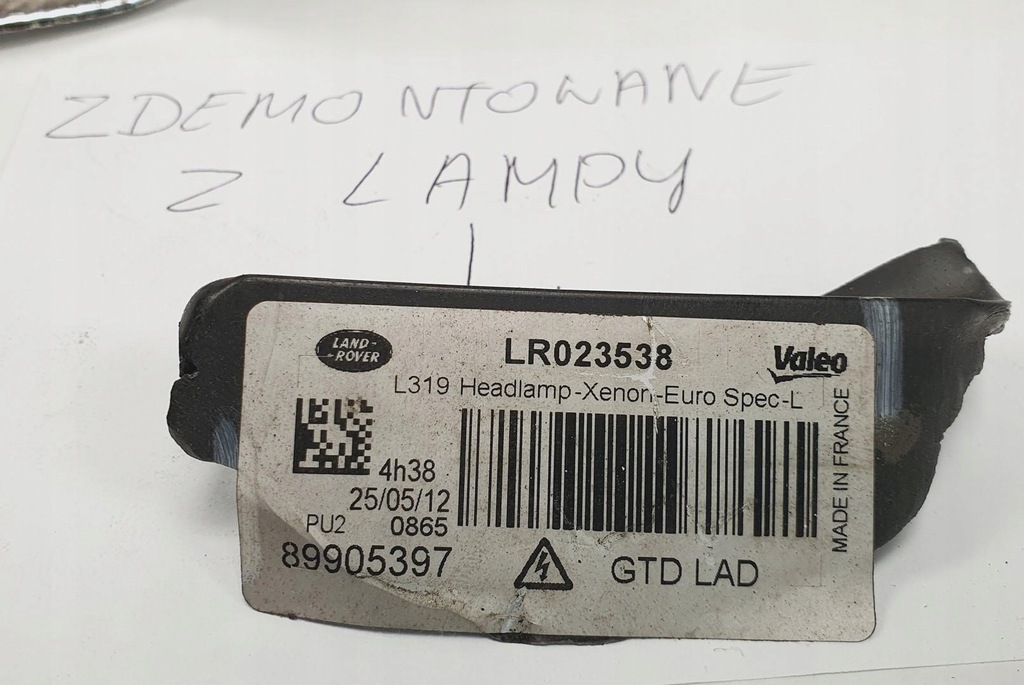 ZDEMONTOWANE
Z LAMPY
LAND-
-ROVER
LR023538
Valeo
L319 Headlamp-Xenon-Euro Spec-L
4h38
25/05/12
PU2 0865
89905397
GTD LAD
MADE IN FRANCE